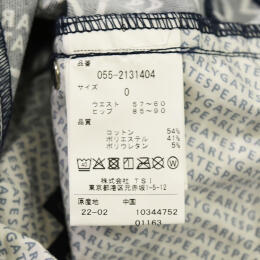 品番
055-2131404
サイズ
0
ウエスト 57~60
ヒップ 85~90
品質
コットン 54%
ポリエステル 41%
ポリウレタン 5%
株式会社 TSI
東京都港区元赤坂1-5-12
原産地 中国
22-02 10344752
01163
PEARLY GATES